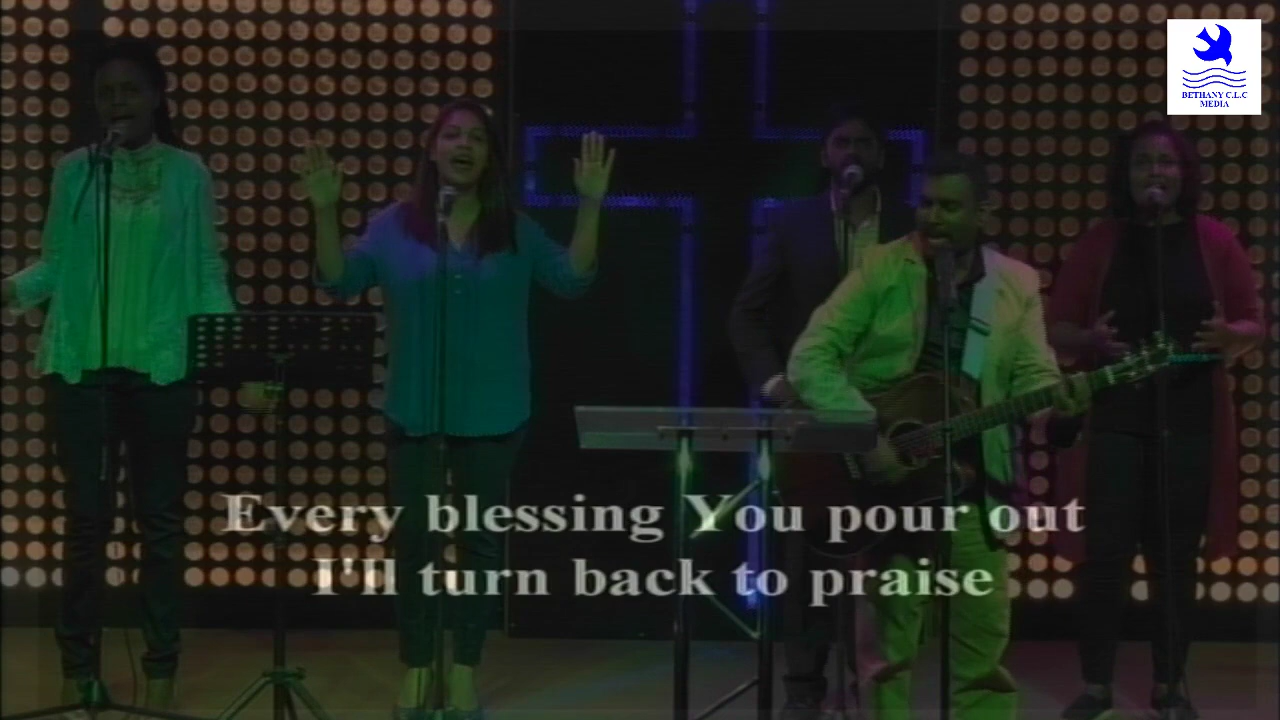 BETHANY C.L.C
MEDIA
Every blessing You pour out
I'll turn back to praise